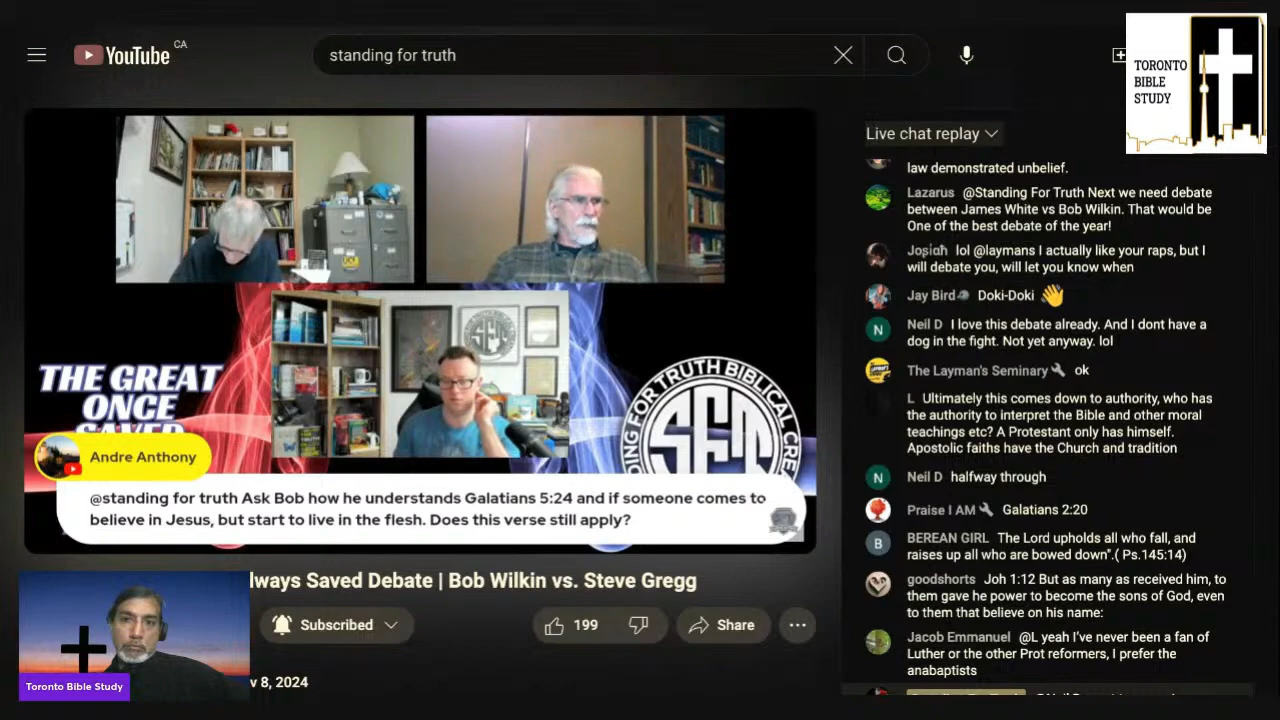 YouTube
CA
standing for truth
TORONTO
BIBLE
STUDY
Live chat replay
law demonstrated unbelief.
Lazarus @Standing For Truth Next we need debate
between James White vs Bob Wilkin. That would be
One of the best debate of the year!
Josiah lol @laymans I actually like your raps, but I
will debate you, will let you know when
Jay Bird Doki-Doki 👋
N
Neil D I love this debate already. And I dont have a
dog in the fight. Not yet anyway. lol
The Layman's Seminary ok
L Ultimately this comes down to authority, who has
the authority to interpret the Bible and other moral
teachings etc? A Protestant only has himself.
Apostolic faiths have the Church and tradition
N
Neil D halfway through
Praise I AM Galatians 2:20
B
BEREAN GIRL The Lord upholds all who fall, and
raises up all who are bowed down".( Ps.145:14)
goodshorts Joh 1:12 But as many as received him, to
them gave he power to become the sons of God, even
to them that believe on his name:
Jacob Emmanuel @L yeah I've never been a fan of
Luther or the other Prot reformers, I prefer the
anabaptists
THE GREAT
ONCE
SAVED
SFT
TRUTH BIBLICAL
Andre Anthony
@standing for truth Ask Bob how he understands Galatians 5:24 and if someone comes to
believe in Jesus, but start to live in the flesh. Does this verse still apply?
lways Saved Debate | Bob Wilkin vs. Steve Gregg
Subscribed
199
Share
v 8, 2024
Toronto Bible Study